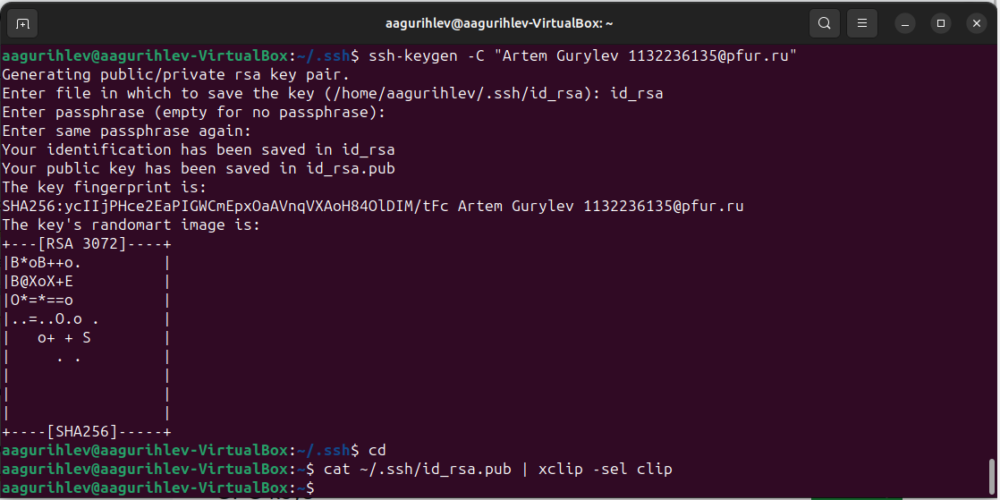 aagurihlev@aagurihlev-VirtualBox: ~
aagurihlev@aagurihlev-VirtualBox:~/.ssh$ ssh-keygen -C "Artem Gurylev 1132236135@pfur.ru"
Generating public/private rsa key pair.
Enter file in which to save the key (/home/aagurihlev/.ssh/id_rsa): id_rsa
Enter passphrase (empty for no passphrase):
Enter same passphrase again:
Your identification has been saved in id_rsa
Your public key has been saved in id_rsa.pub
The key fingerprint is:
SHA256:ycIIjPHce2EaPIGWCmEpxOaAVnqVXAoH84OlDIM/tFc Artem Gurylev 1132236135@pfur.ru
The key's randomart image is:
+---[RSA 3072]----+
|B*oB++o.         |
|B@XoX+E          |
|O*=*==o          |
|..=..O.o .       |
|   o+ + S        |
|     . .         |
|                 |
|                 |
|                 |
+----[SHA256]-----+
aagurihlev@aagurihlev-VirtualBox:~/.ssh$ cd
aagurihlev@aagurihlev-VirtualBox:~$ cat ~/.ssh/id_rsa.pub | xclip -sel clip
aagurihlev@aagurihlev-VirtualBox:~$